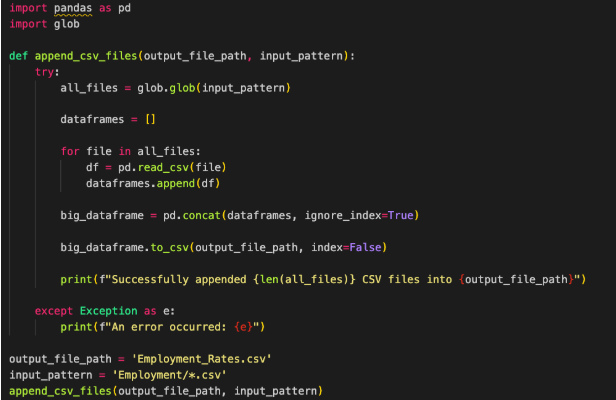 import pandas as pd
import glob
def append_csv_files(output_file_path, input_pattern):
try:
all_files = glob.glob(input_pattern)
dataframes = []
for file in all_files:
df = pd.read_csv(file)
dataframes.append(df)
big_dataframe = pd.concat(dataframes, ignore_index=True)
big_dataframe.to_csv(output_file_path, index=False)
print(f"Successfully appended {len(all_files)} CSV files into {output_file_path}")
except Exception as e:
print(f"An error occurred: {e}")
output_file_path = 'Employment_Rates.csv'
input_pattern = 'Employment/*.csv'
append_csv_files(output_file_path, input_pattern)